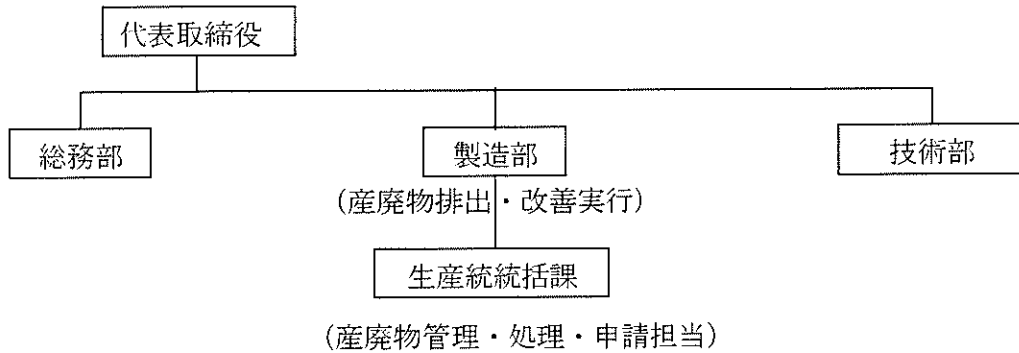 代表取締役
総務部
製造部
技術部
(産廃物排出・改善実行)
生産統統括課
(産廃物管理・処理・申請担当)